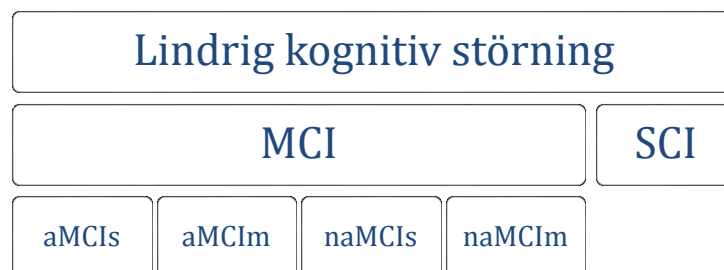 Lindrig kognitiv störning
MCI SCI
aMCIs aMCIm naMCIs naMCIm